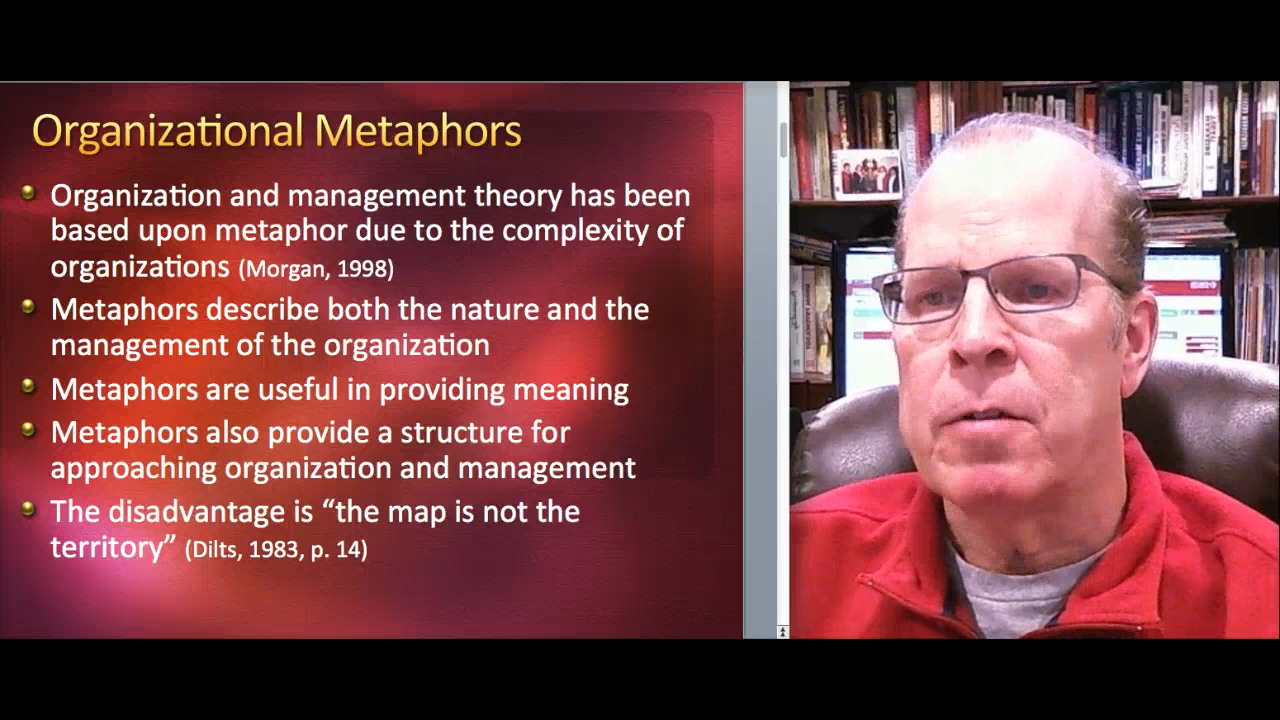 Organizational Metaphors
Organization and management theory has been
based upon metaphor due to the complexity of
organizations (Morgan, 1998)
Metaphors describe both the nature and the
management of the organization
Metaphors are useful in providing meaning
Metaphors also provide a structure for
approaching organization and management
The disadvantage is “the map is not the
territory” (Dilts, 1983, p. 14)